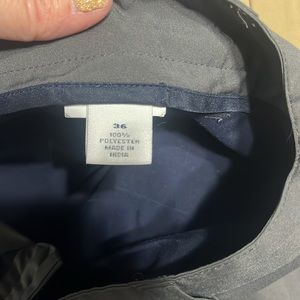 36
100%
POLYESTER
MADE IN
INDIA